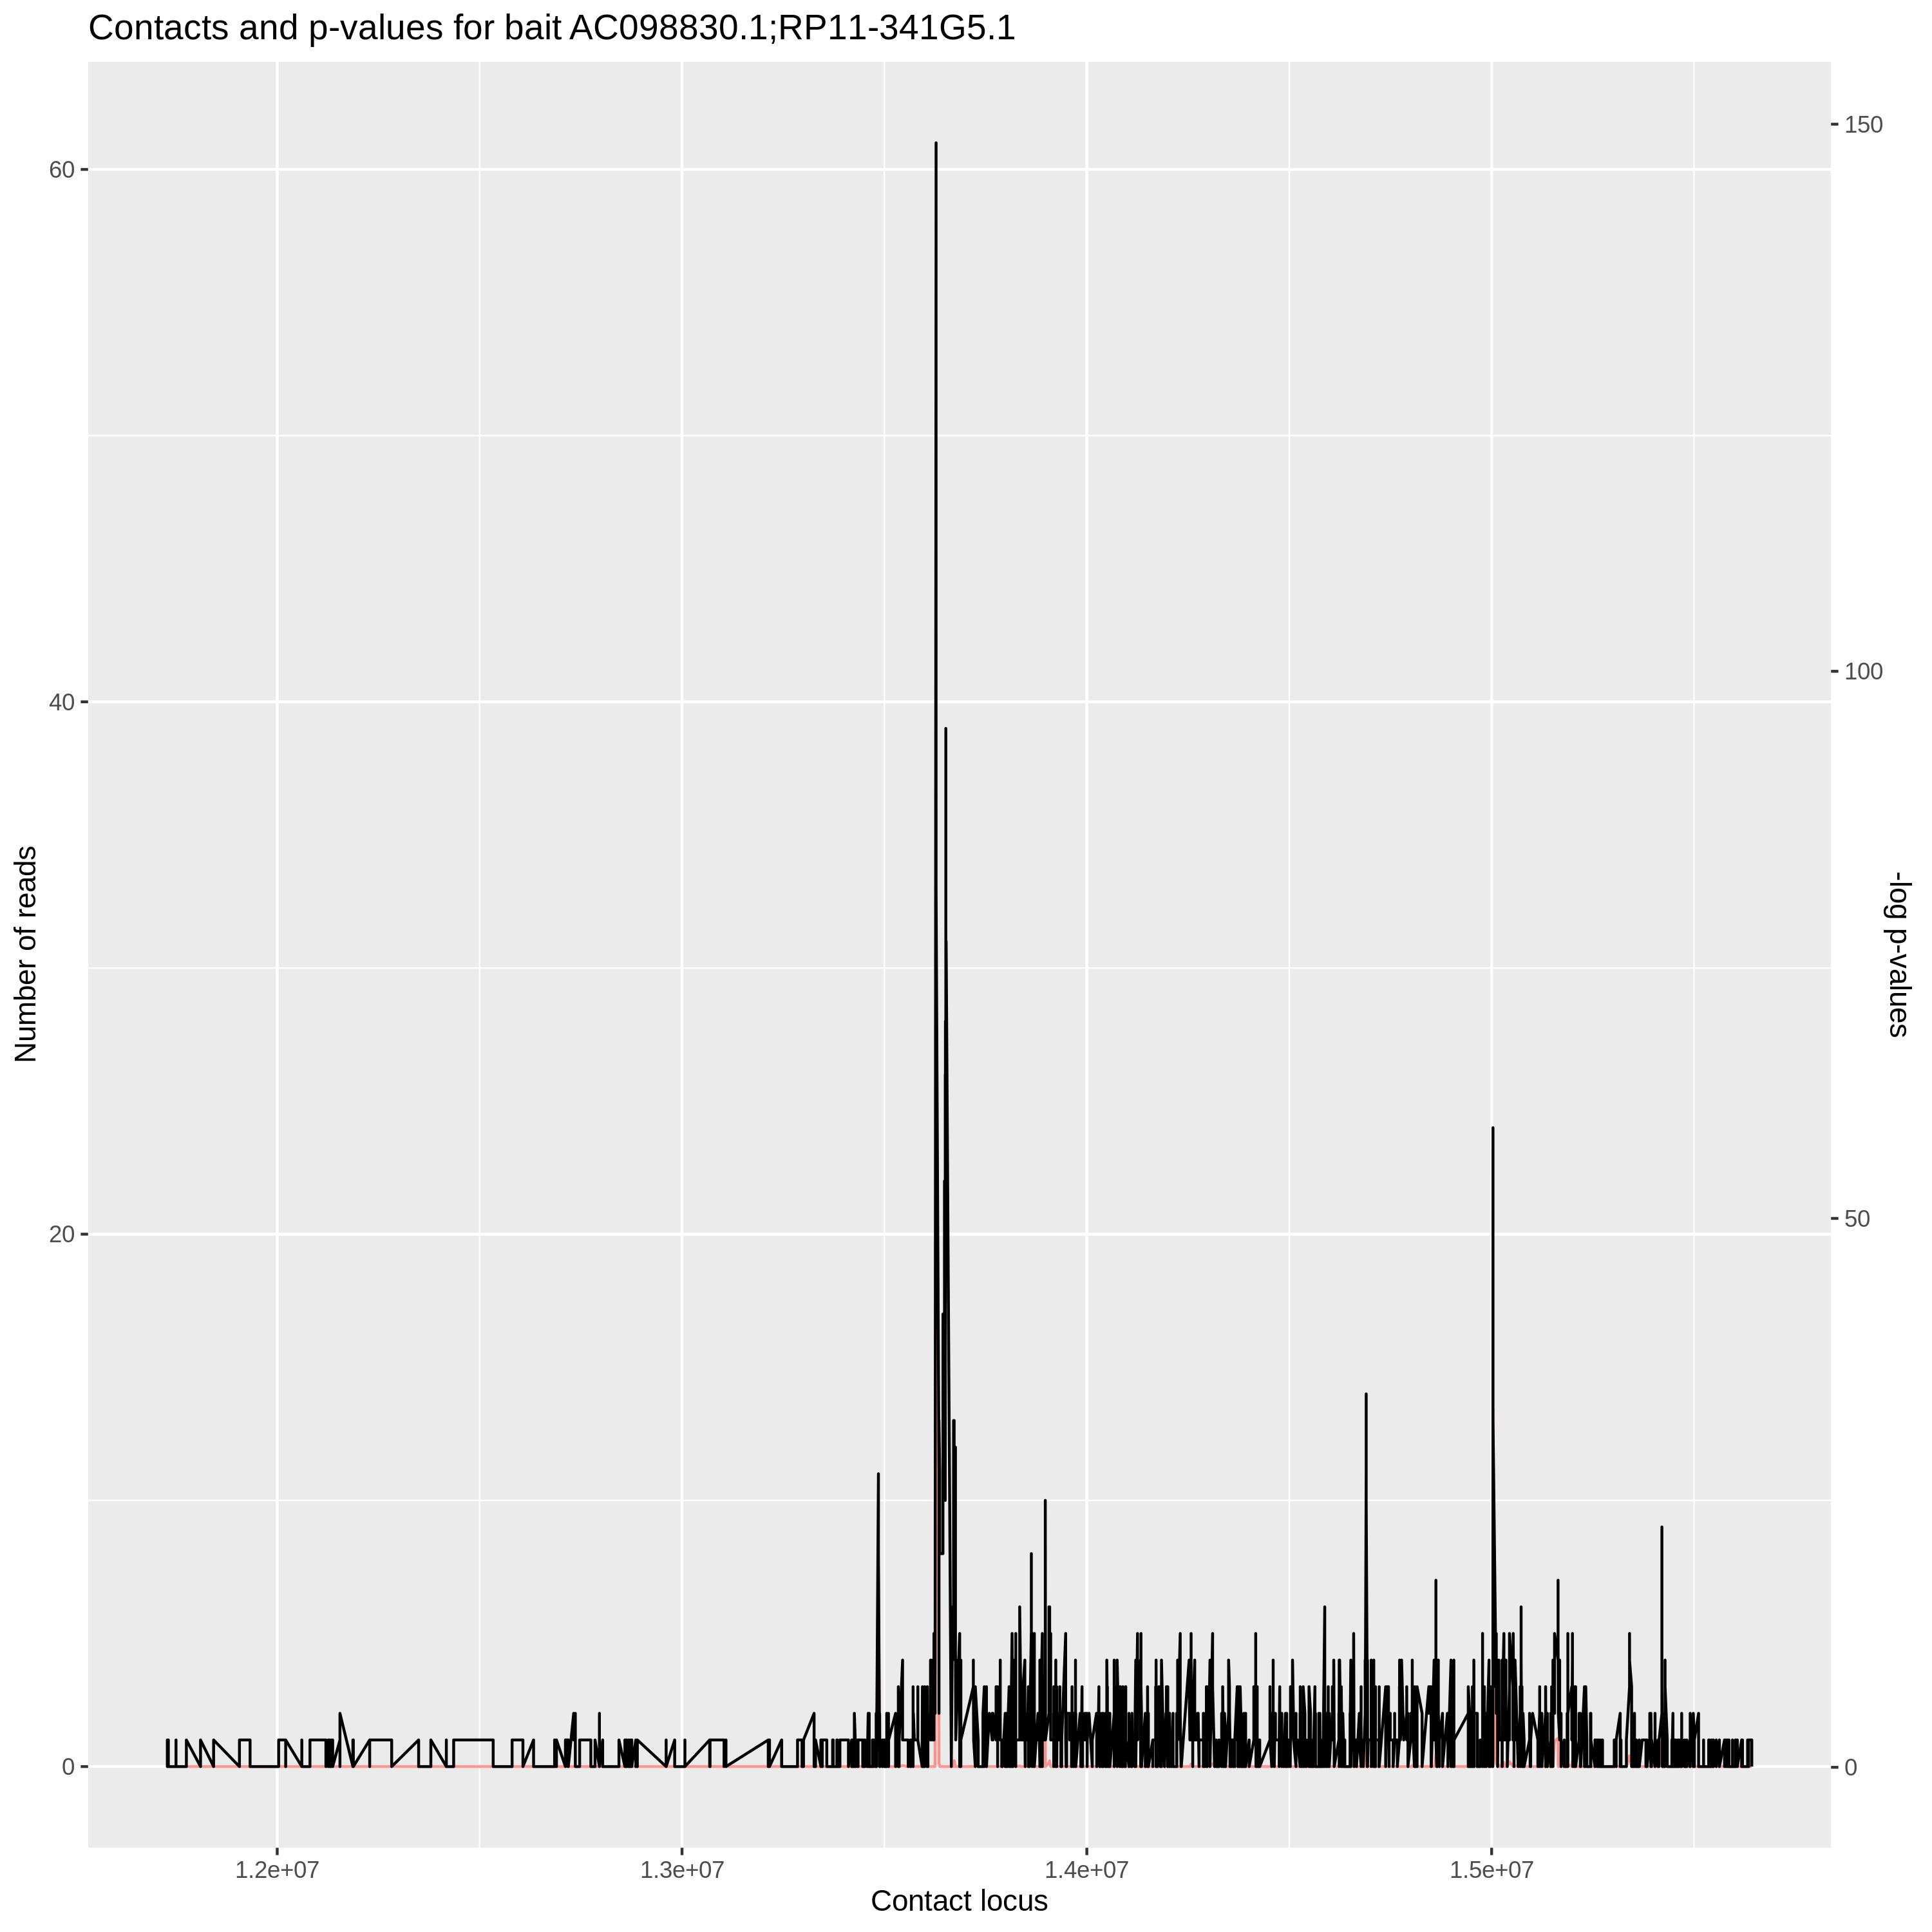 Contacts and p-values for bait AC098830.1;RP11-341G5.1
60
40
20
0
Number of reads
150
100
50
0
-log p-values
1.2e+07
1.3e+07
1.4e+07
1.5e+07
Contact locus